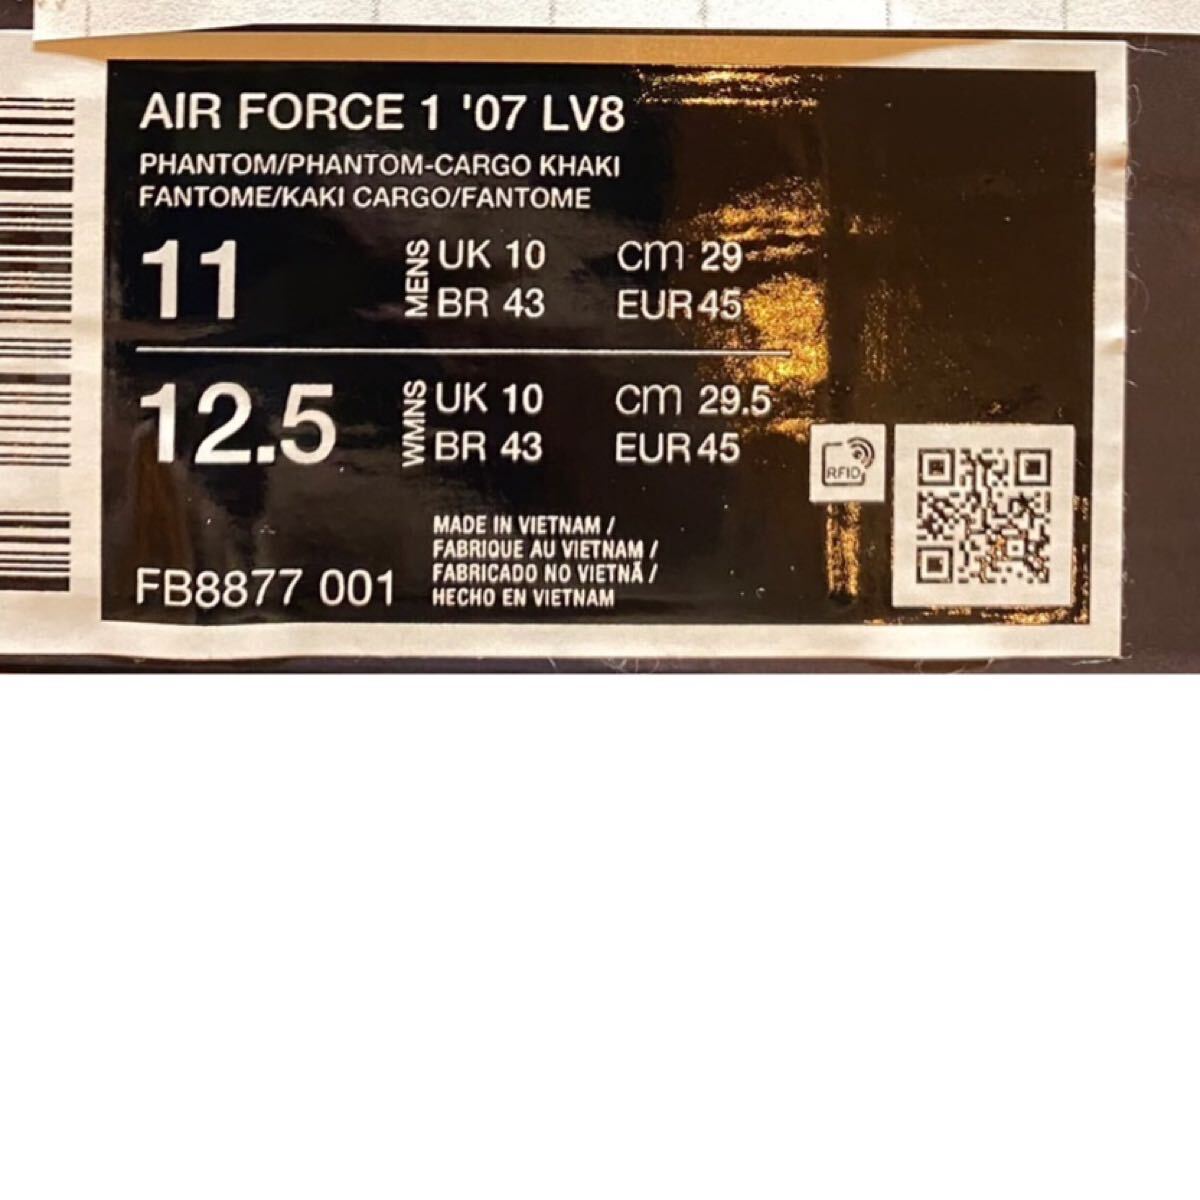 AIR FORCE 1 '07 LV8
PHANTOM/PHANTOM-CARGO KHAKI
FANTOME/KAKI CARGO/FANTOME
11 MENS UK 10 cm 29
BR 43 EUR 45
12.5 WMNS UK 10 cm 29.5
BR 43 EUR 45
RFID
MADE IN VIETNAM /
FABRIQUE AU VIETNAM /
FABRICADO NO VIETNÃ /
HECHO EN VIETNAM
FB8877 001